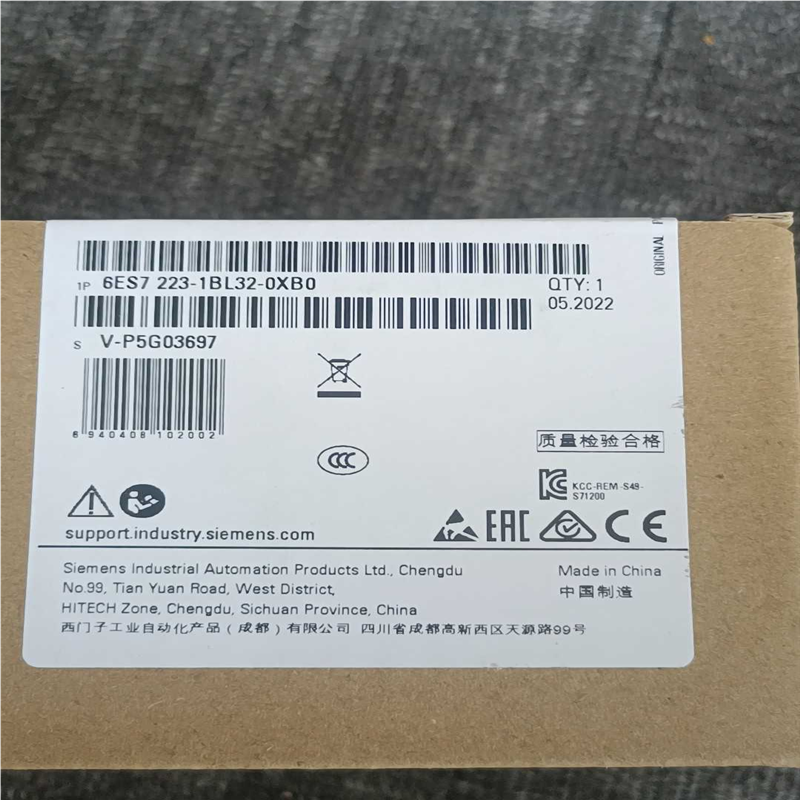 ORIGINAL
1P 6ES7 223-1BL32-0XB0
QTY: 1
05.2022
S V-P5G03697
6 940408 102002
CCC
质量检验合格
KCC-REM-S49-
S71200
EAC
CE
support.industry.siemens.com
Siemens Industrial Automation Products Ltd., Chengdu
No.99, Tian Yuan Road, West District,
HITECH Zone, Chengdu, Sichuan Province, China
西门子工业自动化产品（成都）有限公司 四川省成都高新西区天源路99号
Made in China
中国制造